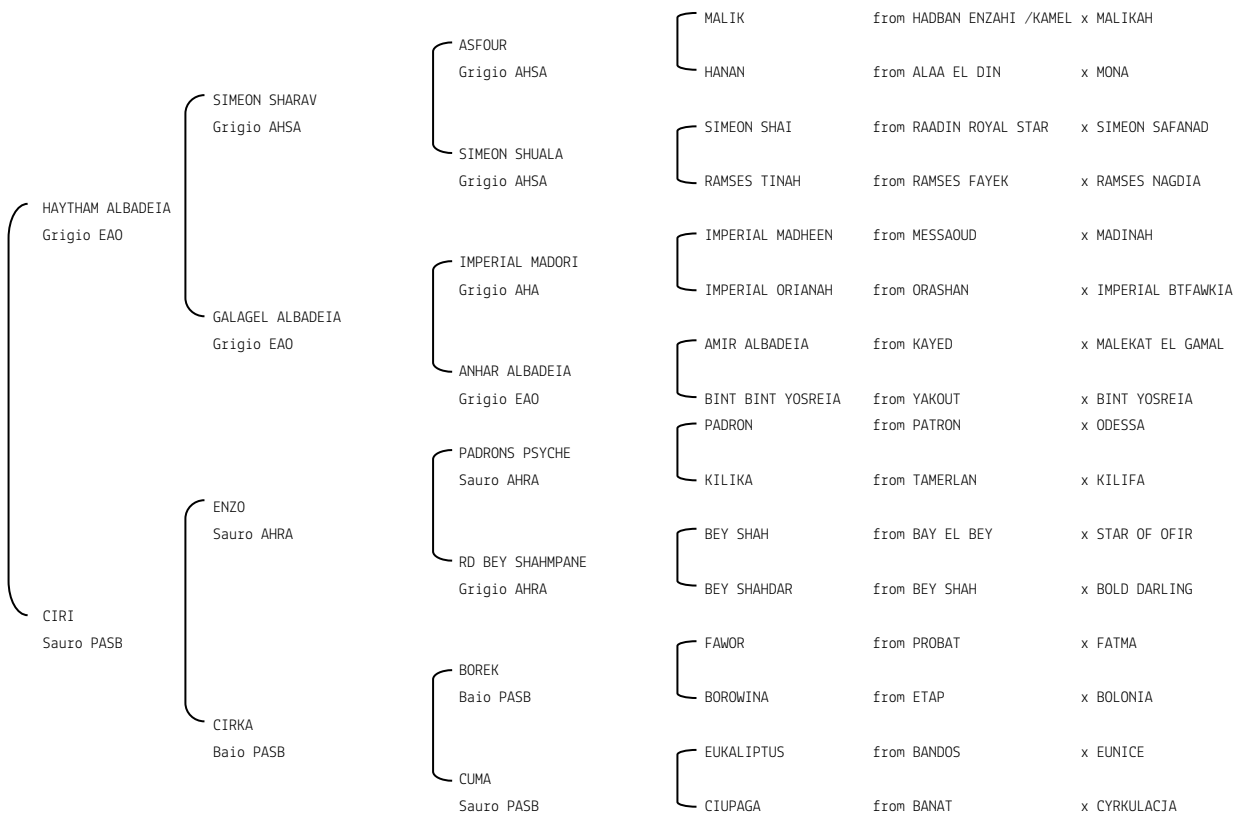 MALIK from HADBAN ENZAHI /KAMEL x MALIKAH
ASFOUR
Grigio AHSA
HANAN from ALAA EL DIN x MONA
SIMEON SHARAV
Grigio AHSA
SIMEON SHAI from RAADIN ROYAL STAR x SIMEON SAFANAD
SIMEON SHUALA
Grigio AHSA
RAMSES TINAH from RAMSES FAYEK x RAMSES NAGDIA
HAYTHAM ALBADEIA
Grigio EAO
IMPERIAL MADHEEN from MESSAOUD x MADINAH
IMPERIAL MADORI
Grigio AHA
IMPERIAL ORIANAH from ORASHAN x IMPERIAL BTFAWKIA
GALAGEL ALBADEIA
Grigio EAO
AMIR ALBADEIA from KAYED x MALEKAT EL GAMAL
ANHAR ALBADEIA
Grigio EAO
BINT BINT YOSREIA from YAKOUT x BINT YOSREIA
PADRON from PATRON x ODESSA
PADRONS PSYCHE
Sauro AHRA
KILIKA from TAMERLAN x KILIFA
ENZO
Sauro AHRA
BEY SHAH from BAY EL BEY x STAR OF OFIR
RD BEY SHAHMPANE
Grigio AHRA
BEY SHAHDAR from BEY SHAH x BOLD DARLING
CIRI
Sauro PASB
FAWOR from PROBAT x FATMA
BOREK
Baio PASB
BOROWINA from ETAP x BOLONIA
CIRKA
Baio PASB
EUKALIPTUS from BANDOS x EUNICE
CUMA
Sauro PASB
CIUPAGA from BANAT x CYRKULACJA